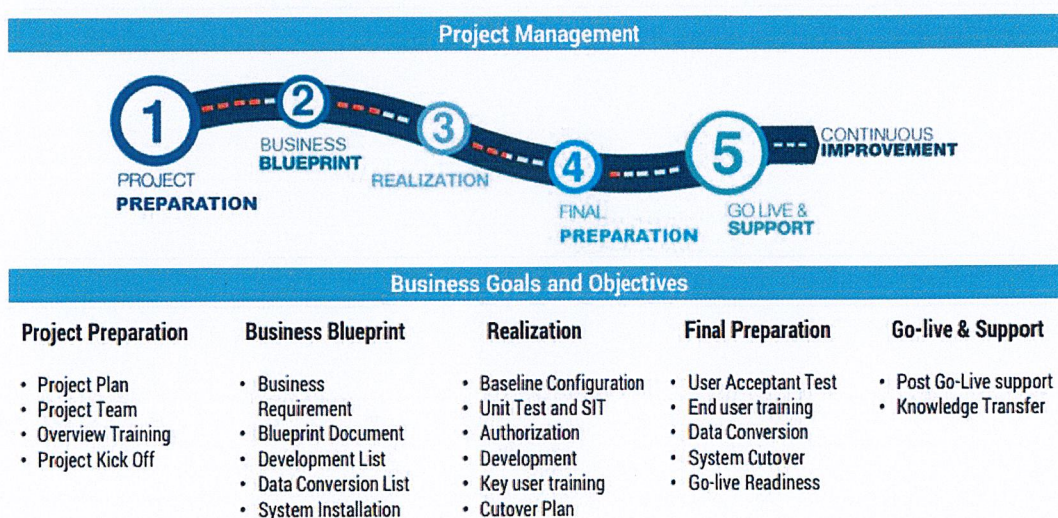 Project Management
1
PROJECT
PREPARATION
2
BUSINESS
BLUEPRINT
3
REALIZATION
4
FINAL
PREPARATION
5
GO LIVE &
SUPPORT
CONTINUOUS
IMPROVEMENT
Business Goals and Objectives
Project Preparation
• Project Plan
• Project Team
• Overview Training
• Project Kick Off
Business Blueprint
• Business
Requirement
• Blueprint Document
• Development List
• Data Conversion List
• System Installation
Realization
• Baseline Configuration
• Unit Test and SIT
• Authorization
• Development
• Key user training
• Cutover Plan
Final Preparation
• User Acceptant Test
• End user training
• Data Conversion
• System Cutover
• Go-live Readiness
Go-live & Support
• Post Go-Live support
• Knowledge Transfer